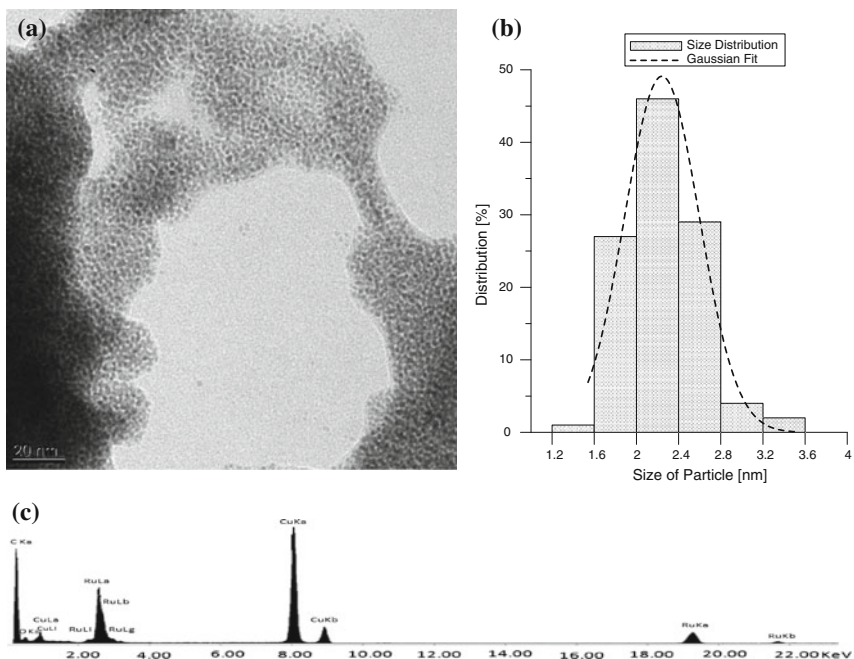 (a)
20 nm
(b)
Size Distribution
Gaussian Fit
50
40
30
20
10
0
Distribution [%]
1.2 1.6 2 2.4 2.8 3.2 3.6 4
Size of Particle [nm]
(c)
CuKa
C Ka
RuLa
RuLb
CuLa
CuLl
RuLl
RuLg
CuKb
RuKa
RuKb
2.00 4.00 6.00 8.00 10.00 12.00 14.00 16.00 18.00 20.00 22.00 KeV